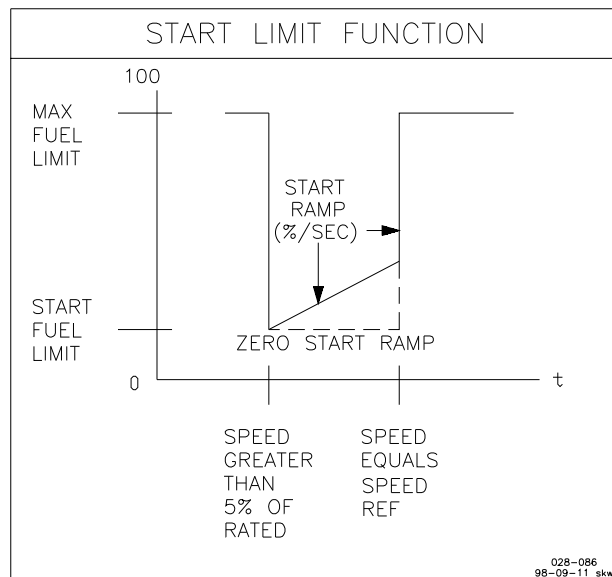 START LIMIT FUNCTION
100
MAX
FUEL
LIMIT
START
RAMP
(%/SEC)
START
FUEL
LIMIT
ZERO START RAMP
0
t
SPEED
GREATER
THAN
5% OF
RATED
SPEED
EQUALS
SPEED
REF
028-086
98-09-11 skw